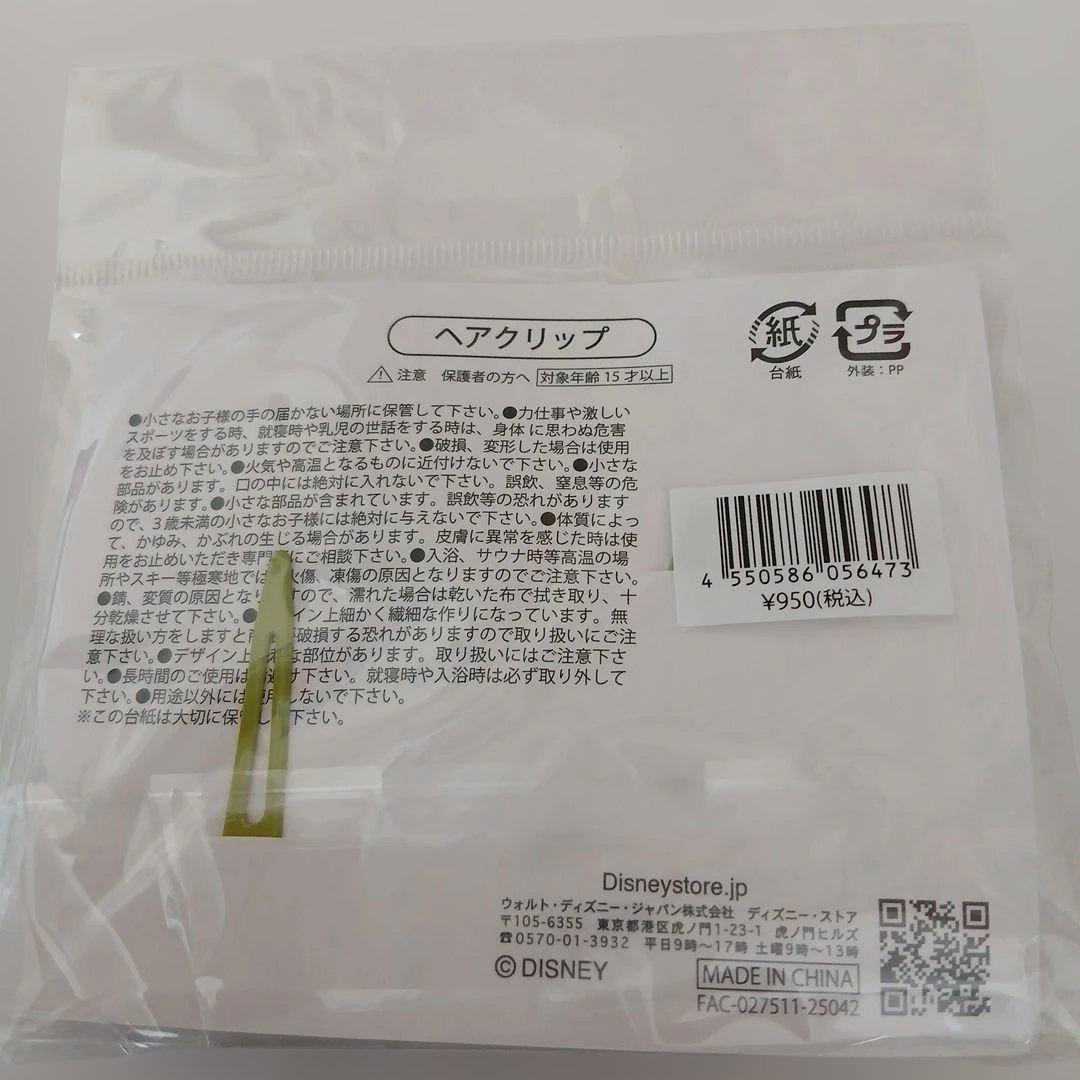 ヘアクリップ
紙
台紙
プラ
外装：PP
⚠注意 保護者の方へ 対象年齢 15才以上
●小さなお子様の手の届かない場所に保管して下さい。●力仕事や激しい
スポーツをする時、就寝時や乳児の世話をする時は、身体に思わぬ危害
を及ぼす場合がありますのでご注意下さい。●破損、変形した場合は使用
をお止め下さい。●火気や高温となるものに近付けないで下さい。●小さな
部品があります。口の中には絶対に入れないで下さい。誤飲、窒息等の危
険があります。●小さな部品が含まれています。誤飲等の恐れがあります
ので、3歳未満の小さなお子様には絶対に与えないで下さい。●体質によっ
て、かゆみ、かぶれの生じる場合があります。皮膚に異常を感じた時は使
用をお止めいただき専門 にご相談下さい。●入浴、サウナ時等高温の場
所やスキー等極寒地では 火傷、凍傷の原因となりますのでご注意下さい。
●錆、変質の原因となり すので、濡れた場合は乾いた布で拭き取り、十
分乾燥させて下さい。● イン上細かく繊細な作りになっています。無
理な扱い方をしますと 破損する恐れがありますので取り扱いにご注
意下さい。●デザイン上 な部位があります。取り扱いにはご注意下さ
い。●長時間のご使用は 避け下さい。就寝時や入浴時は必ず取り外して
下さい。●用途以外には使用しないで下さい。
※この台紙は大切に保 し 下さい。
4 550586 056473
¥950(税込)
Disneystore.jp
ウォルト・ディズニー・ジャパン株式会社 ディズニー・ストア
〒105-6355 東京都港区虎ノ門1-23-1 虎ノ門ヒルズ
☎0570-01-3932 平日9時〜17時 土曜9時〜13時
©DISNEY
MADE IN CHINA
FAC-027511-25042